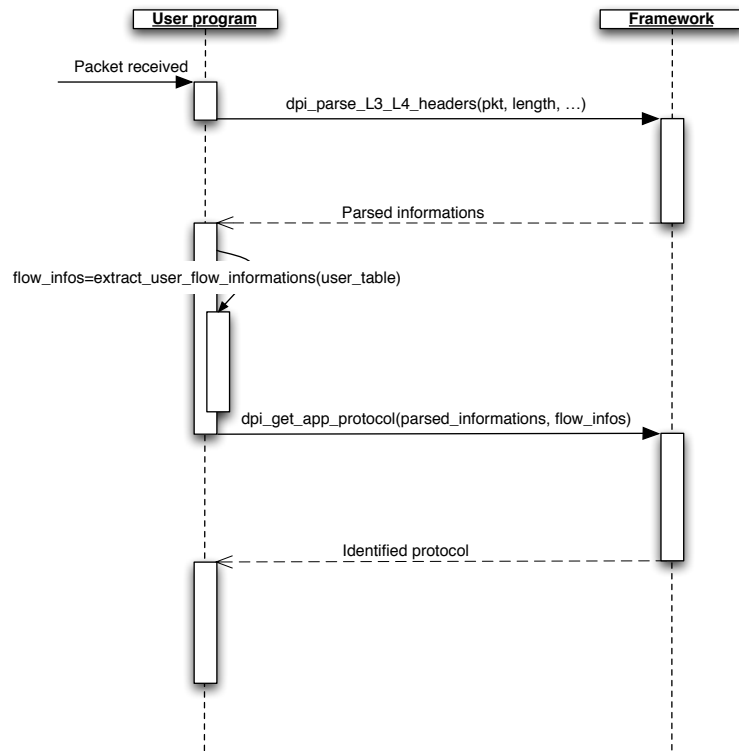 User program
Framework
Packet received
dpi_parse_L3_L4_headers(pkt, length, …)
Parsed informations
flow_infos=extract_user_flow_informations(user_table)
dpi_get_app_protocol(parsed_informations, flow_infos)
Identified protocol